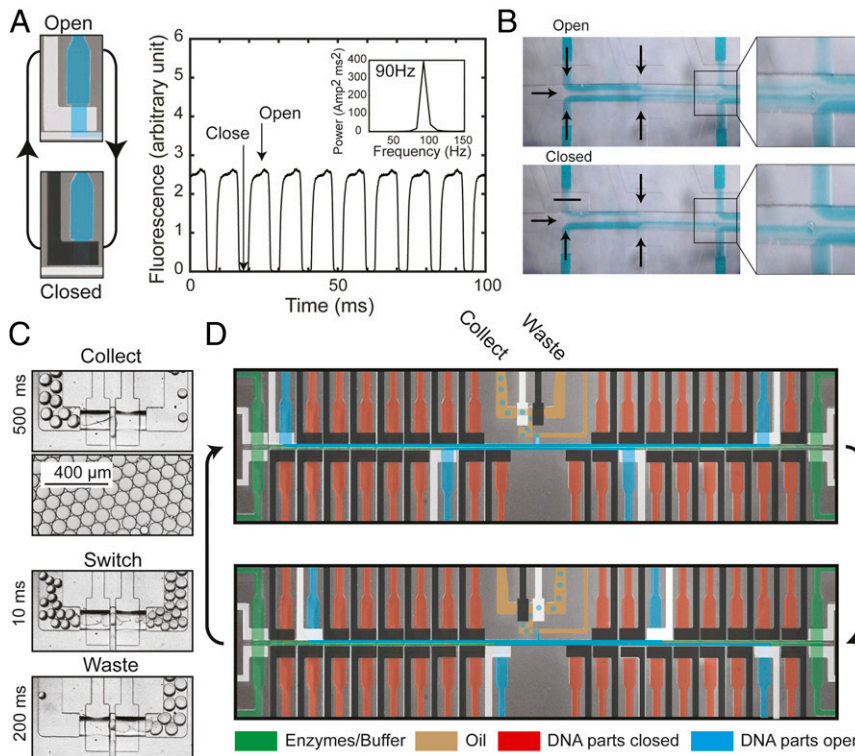 A
Open
Closed
Fluorescence (arbitrary unit)
6
5
4
3
2
1
0
0
50
100
Time (ms)
Close
Open
Power (Amp2 ms2)
400
300
200
100
0
90Hz
50
100
150
Frequency (Hz)
B
Open
Closed
C
Collect
500 ms
400 µm
Switch
10 ms
Waste
200 ms
D
Collect
Waste
Enzymes/Buffer
Oil
DNA parts closed
DNA parts open